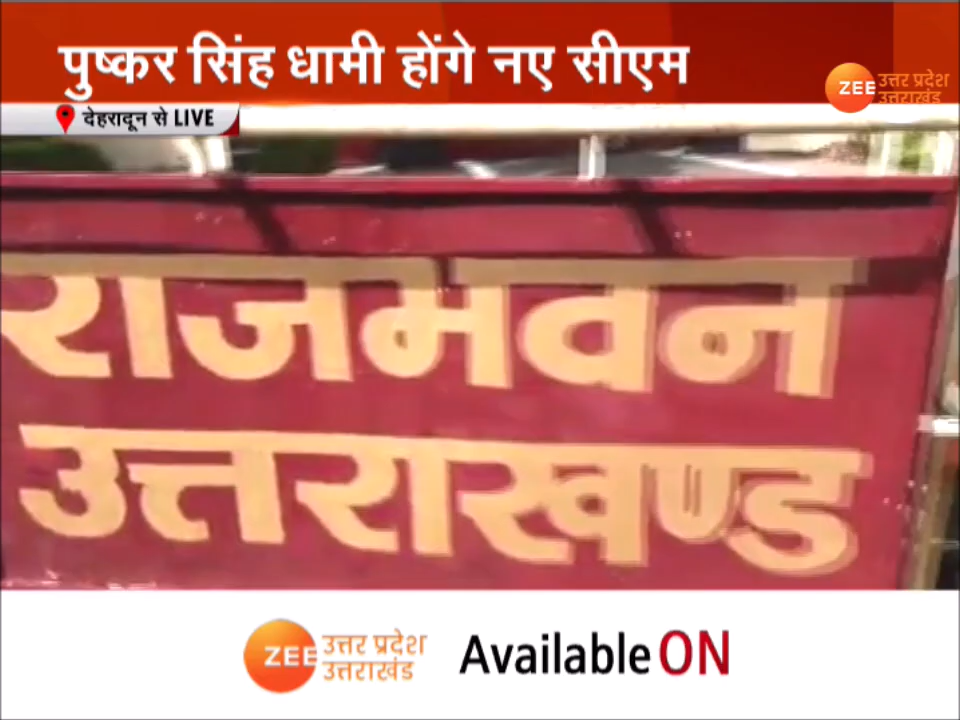 पुष्कर सिंह धामी होंगे नए सीएम
ZEE उत्तर प्रदेश
उत्तराखंड
देहरादून से LIVE
राजभवन
उत्तराखण्ड
ZEE उत्तर प्रदेश
उत्तराखंड
Available ON